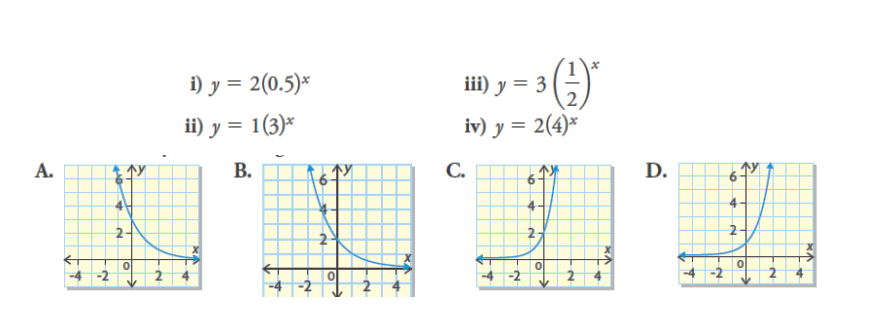 i) y = 2(0.5)ˣ
iii) y = 3(1/2)ˣ
ii) y = 1(3)ˣ
iv) y = 2(4)ˣ
A.
y
6
4
2
x
-4 -2 0 2 4
B.
y
6
4
2
x
-4 -2 0 2 4
C.
y
6
4
2
x
-4 -2 0 2 4
D.
y
6
4
2
x
-4 -2 0 2 4